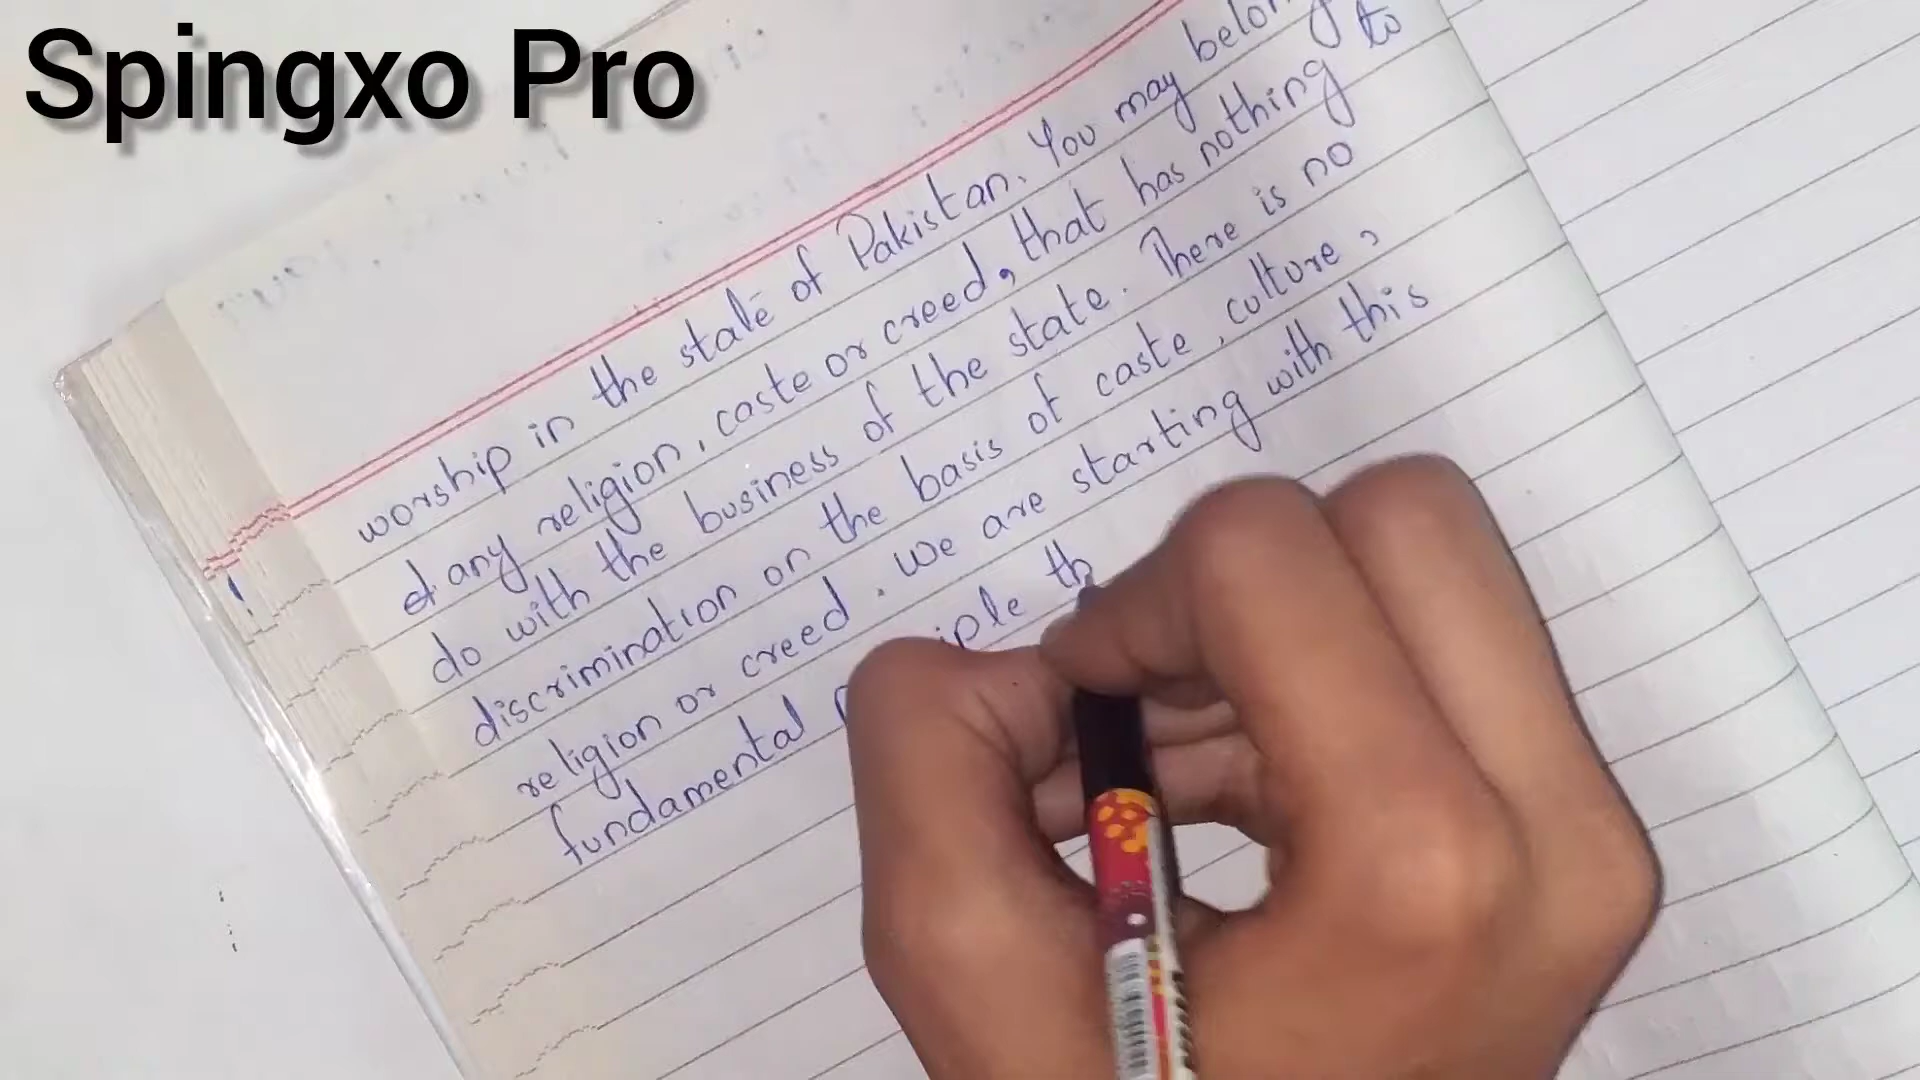 Spingxo Pro
worship in the state of Pakistan. You may belong to
of any religion, caste or creed, that has nothing
do with the business of the state. There is no
discrimination on the basis of caste, culture,
religion or creed. we are starting with this
fundamental